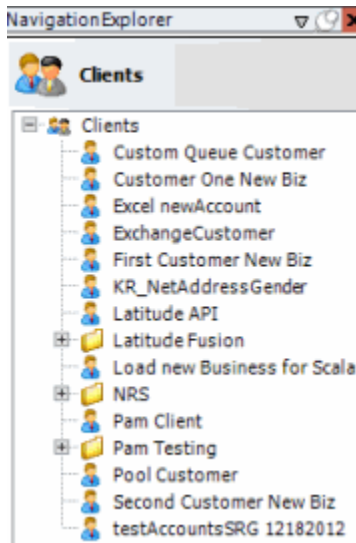 NavigationExplorer
Clients
Clients
Custom Queue Customer
Customer One New Biz
Excel newAccount
ExchangeCustomer
First Customer New Biz
KR_NetAddressGender
Latitude API
Latitude Fusion
Load new Business for Scala
NRS
Pam Client
Pam Testing
Pool Customer
Second Customer New Biz
testAccountsSRG 12182012